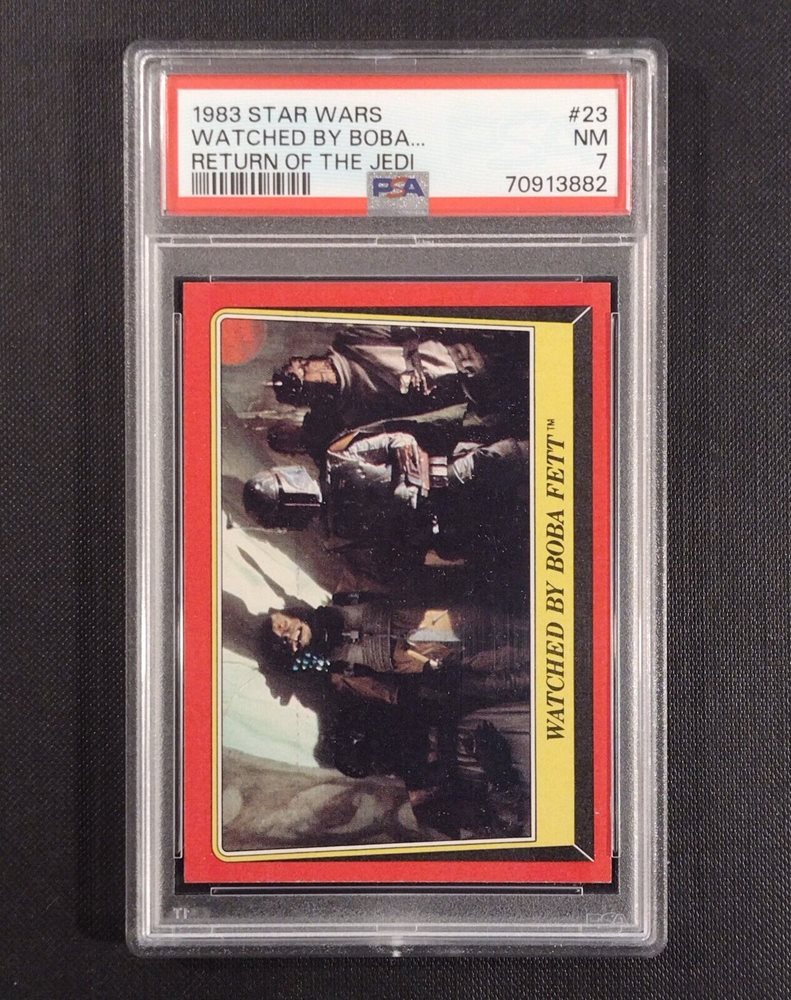 1983 STAR WARS #23
WATCHED BY BOBA... NM
RETURN OF THE JEDI 7
PSA 70913882
WATCHED BY BOBA FETT™
PSA